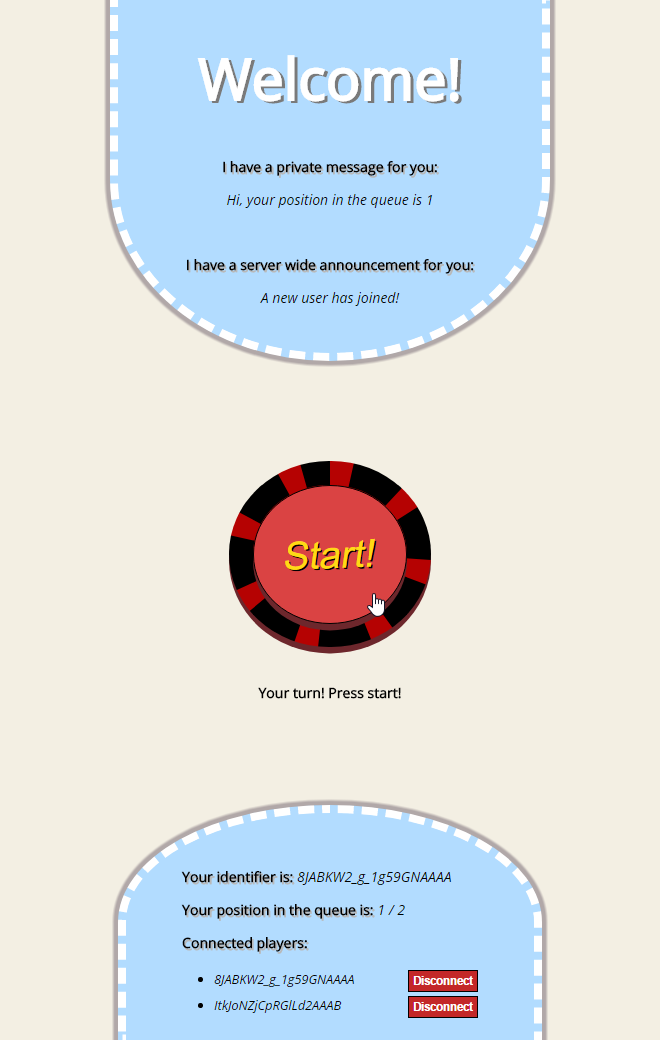 Welcome!
I have a private message for you:
Hi, your position in the queue is 1
I have a server wide announcement for you:
A new user has joined!
Start!
Your turn! Press start!
Your identifier is: 8JABKW2_g_1g59GNAAAA
Your position in the queue is: 1 / 2
Connected players:
8JABKW2_g_1g59GNAAAA Disconnect
ItkJoNZjCpRGlLd2AAAB Disconnect